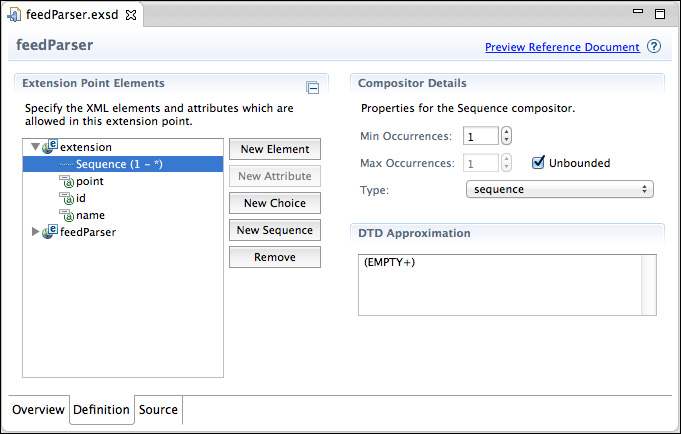 feedParser.exsd
feedParser
Preview Reference Document
Extension Point Elements
Specify the XML elements and attributes which are
allowed in this extension point.
extension
Sequence (1 - *)
point
id
name
feedParser
New Element
New Attribute
New Choice
New Sequence
Remove
Compositor Details
Properties for the Sequence compositor.
Min Occurrences: 1
Max Occurrences: 1 Unbounded
Type: sequence
DTD Approximation
(EMPTY+)
Overview Definition Source